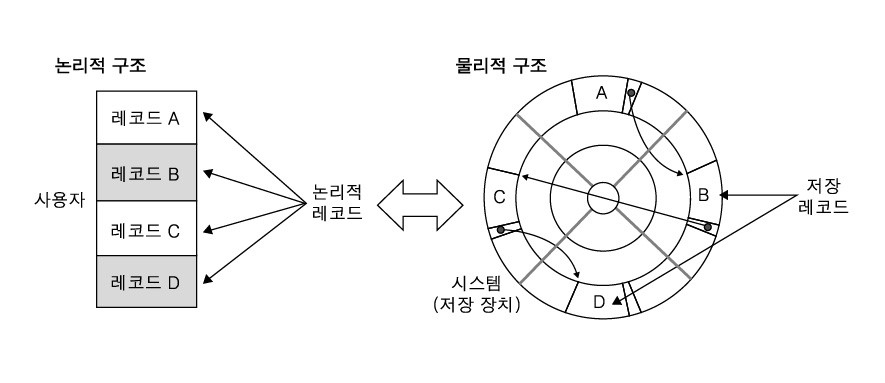 논리적 구조
레코드 A
레코드 B
레코드 C
레코드 D
사용자
논리적
레코드
물리적 구조
A
B
C
D
저장
레코드
시스템
(저장 장치)